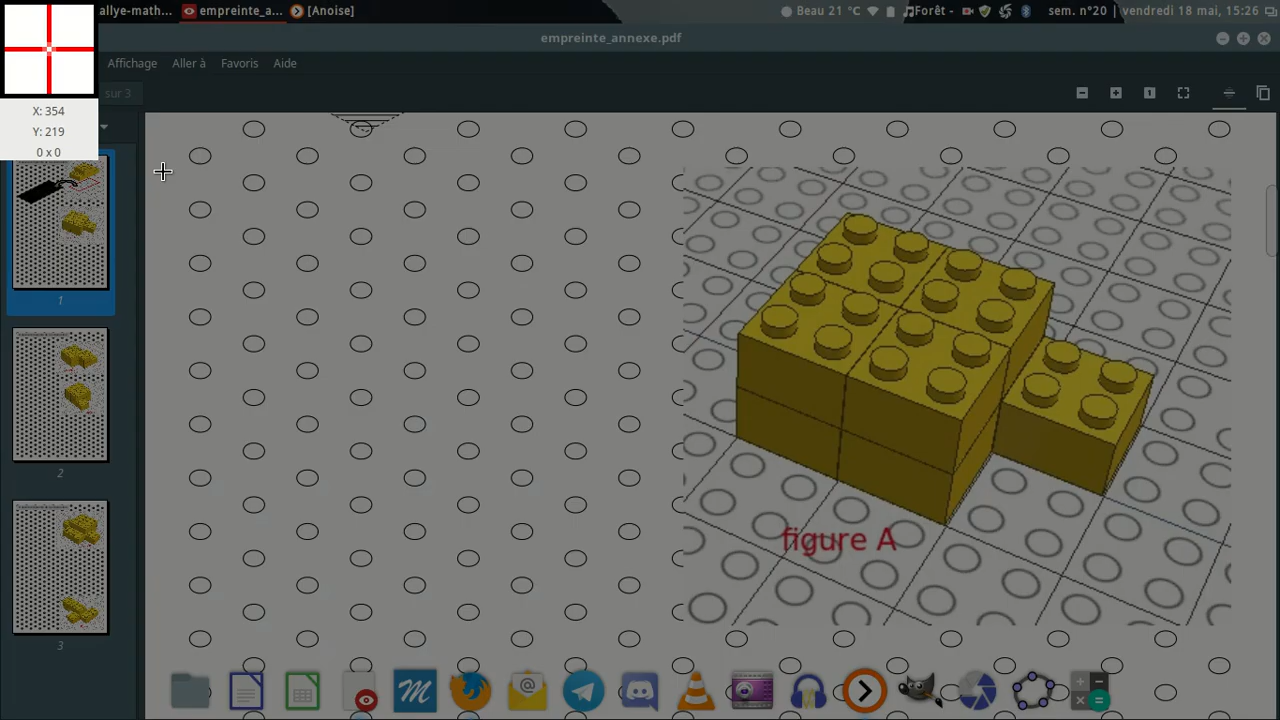 allye-math...
empreinte_a...
[Anoise]
Beau 21 °C
Forêt -
sem. n°20 | vendredi 18 mai, 15:26
empreinte_annexe.pdf
Affichage
Aller à
Favoris
Aide
X: 354
Y: 219
0 x 0
sur 3
1
2
3
figure A